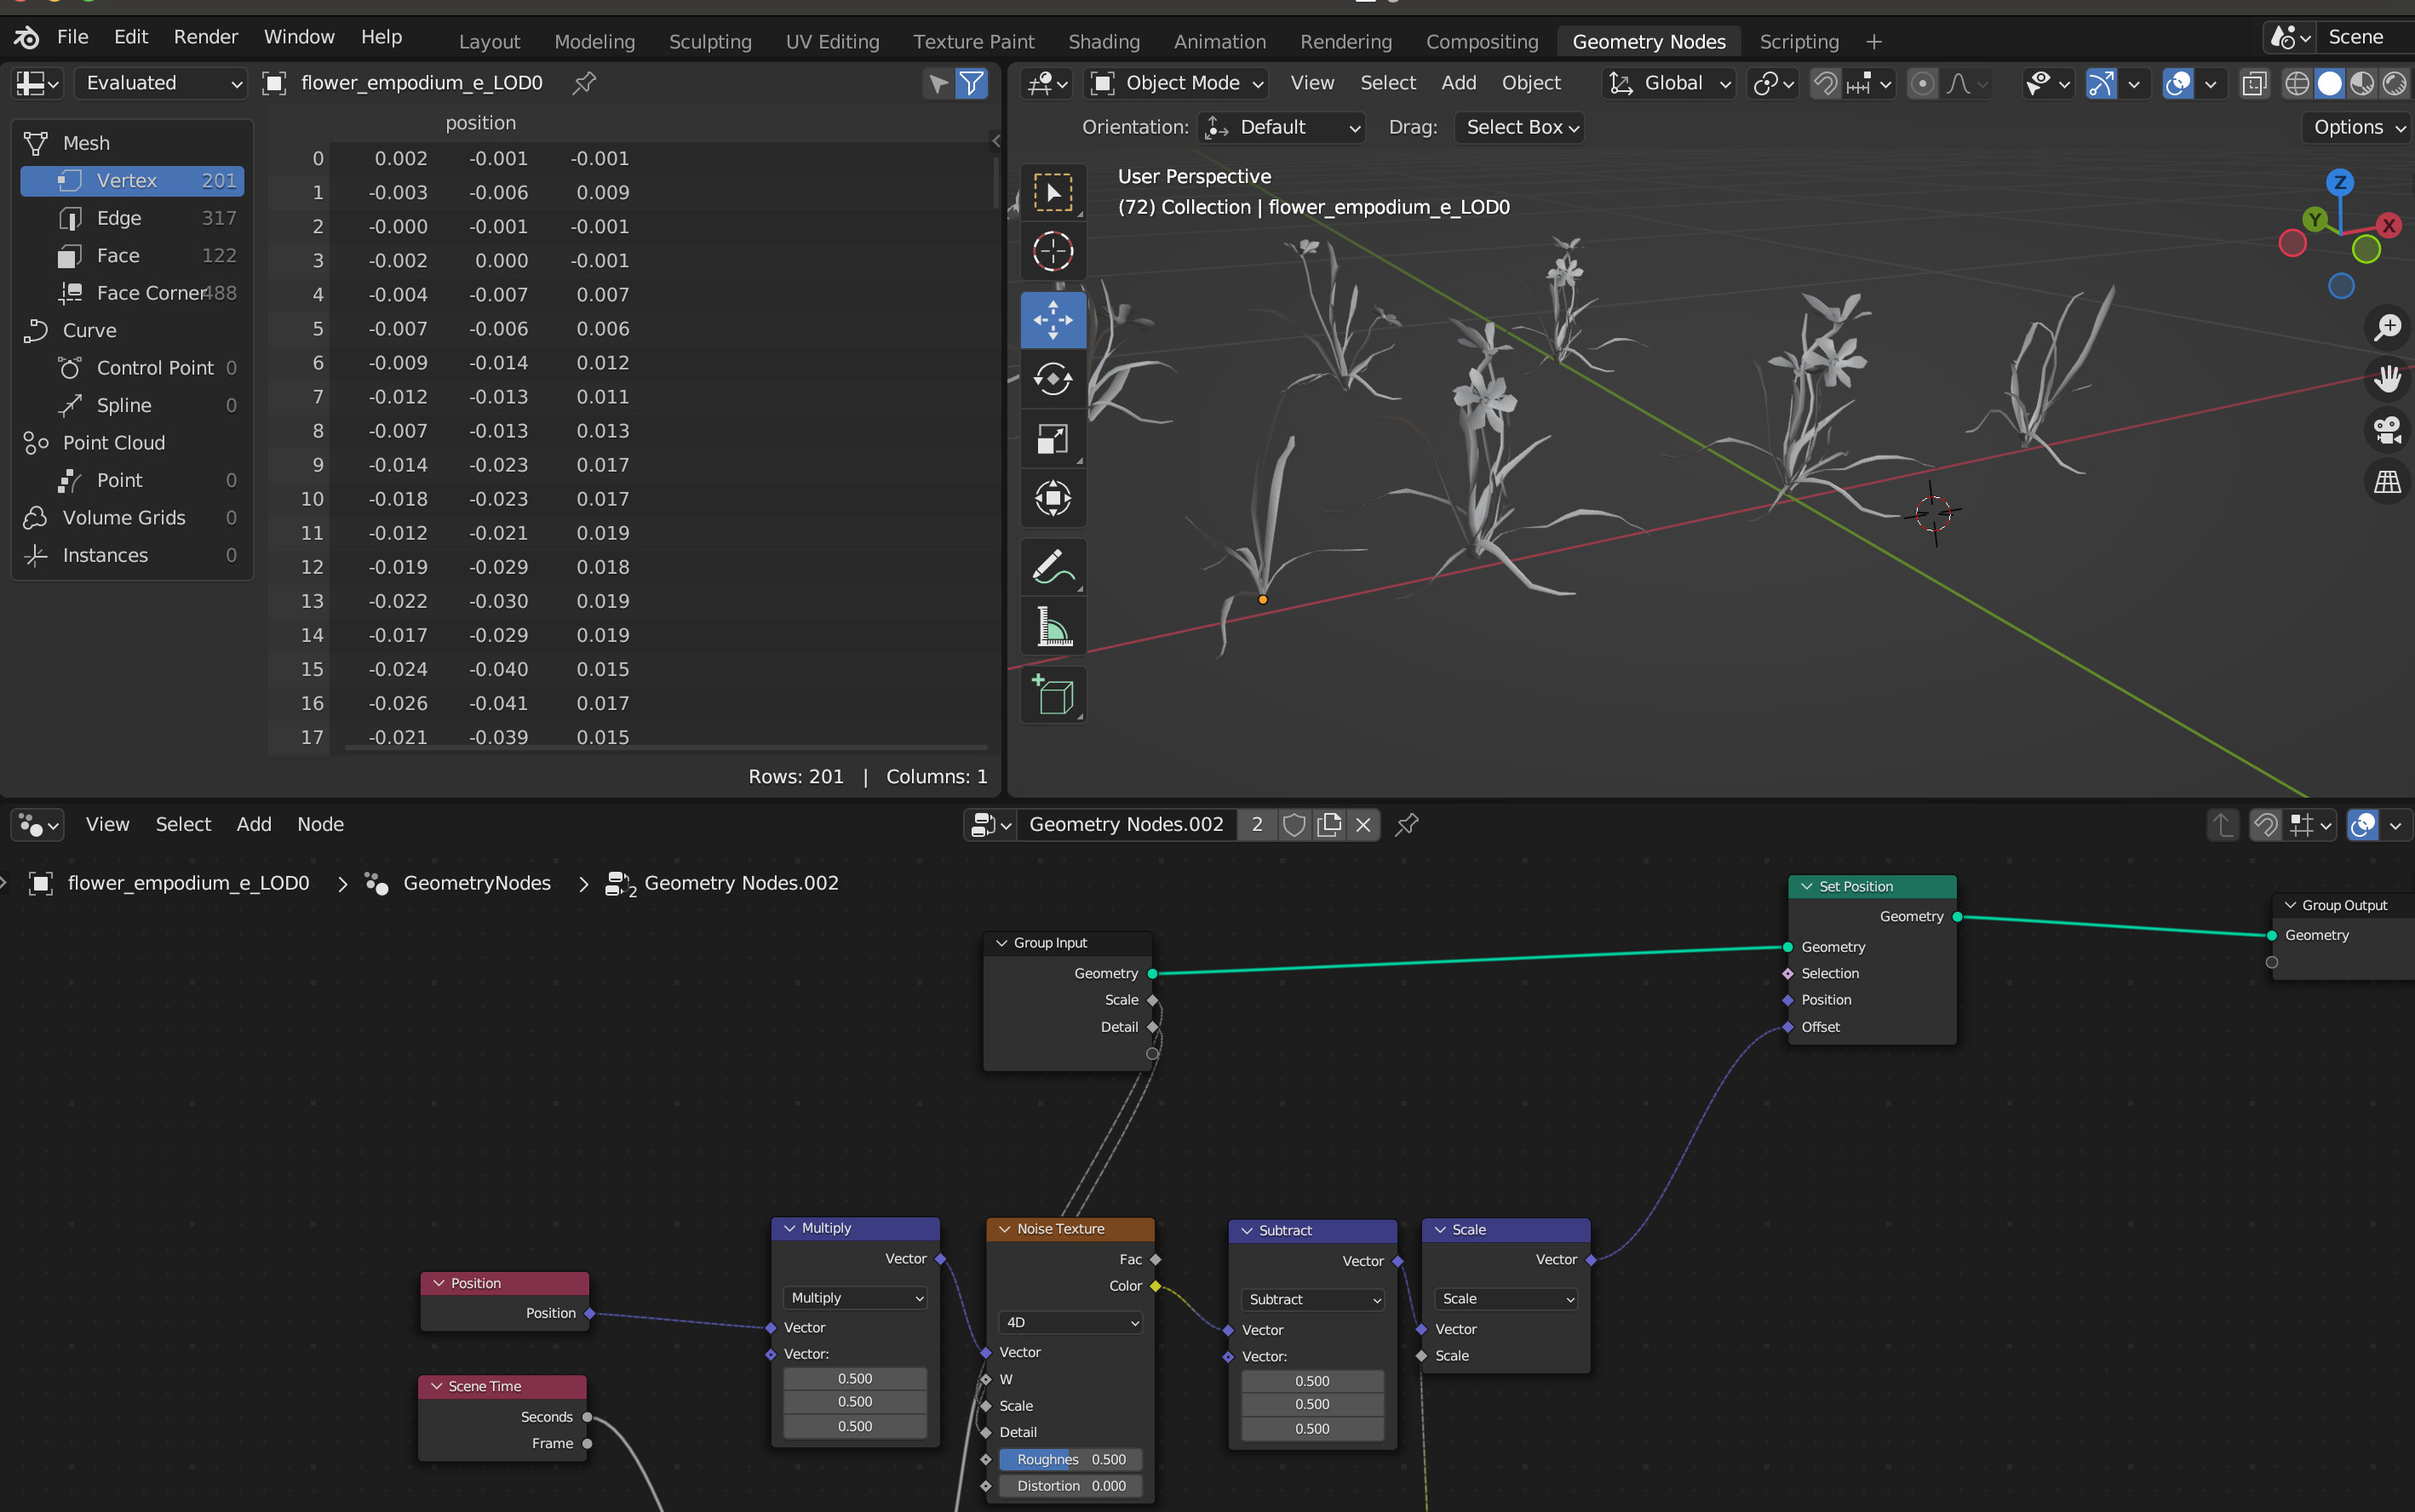 File Edit Render Window Help Layout Modeling Sculpting UV Editing Texture Paint Shading Animation Rendering Compositing Geometry Nodes Scripting + Scene
Evaluated flower_empodium_e_LOD0
Object Mode View Select Add Object Global
Orientation: Default Drag: Select Box Options
Mesh
Vertex 201
Edge 317
Face 122
Face Corner 488
Curve
Control Point 0
Spline 0
Point Cloud
Point 0
Volume Grids 0
Instances 0
position
0 0.002 -0.001 -0.001
1 -0.003 -0.006 0.009
2 -0.000 -0.001 -0.001
3 -0.002 0.000 -0.001
4 -0.004 -0.007 0.007
5 -0.007 -0.006 0.006
6 -0.009 -0.014 0.012
7 -0.012 -0.013 0.011
8 -0.007 -0.013 0.013
9 -0.014 -0.023 0.017
10 -0.018 -0.023 0.017
11 -0.012 -0.021 0.019
12 -0.019 -0.029 0.018
13 -0.022 -0.030 0.019
14 -0.017 -0.029 0.019
15 -0.024 -0.040 0.015
16 -0.026 -0.041 0.017
17 -0.021 -0.039 0.015
Rows: 201 | Columns: 1
User Perspective
(72) Collection | flower_empodium_e_LOD0
Z
Y
X
View Select Add Node Geometry Nodes.002 2
flower_empodium_e_LOD0 > GeometryNodes > 2 Geometry Nodes.002
Group Input
Geometry
Scale
Detail
Set Position
Geometry
Geometry
Selection
Position
Offset
Group Output
Geometry
Position
Position
Scene Time
Seconds
Frame
Multiply
Vector
Multiply
Vector
Vector:
0.500
0.500
0.500
Noise Texture
Fac
Color
4D
Vector
W
Scale
Detail
Roughnes 0.500
Distortion 0.000
Subtract
Vector
Subtract
Vector
Vector:
0.500
0.500
0.500
Scale
Vector
Scale
Vector
Scale